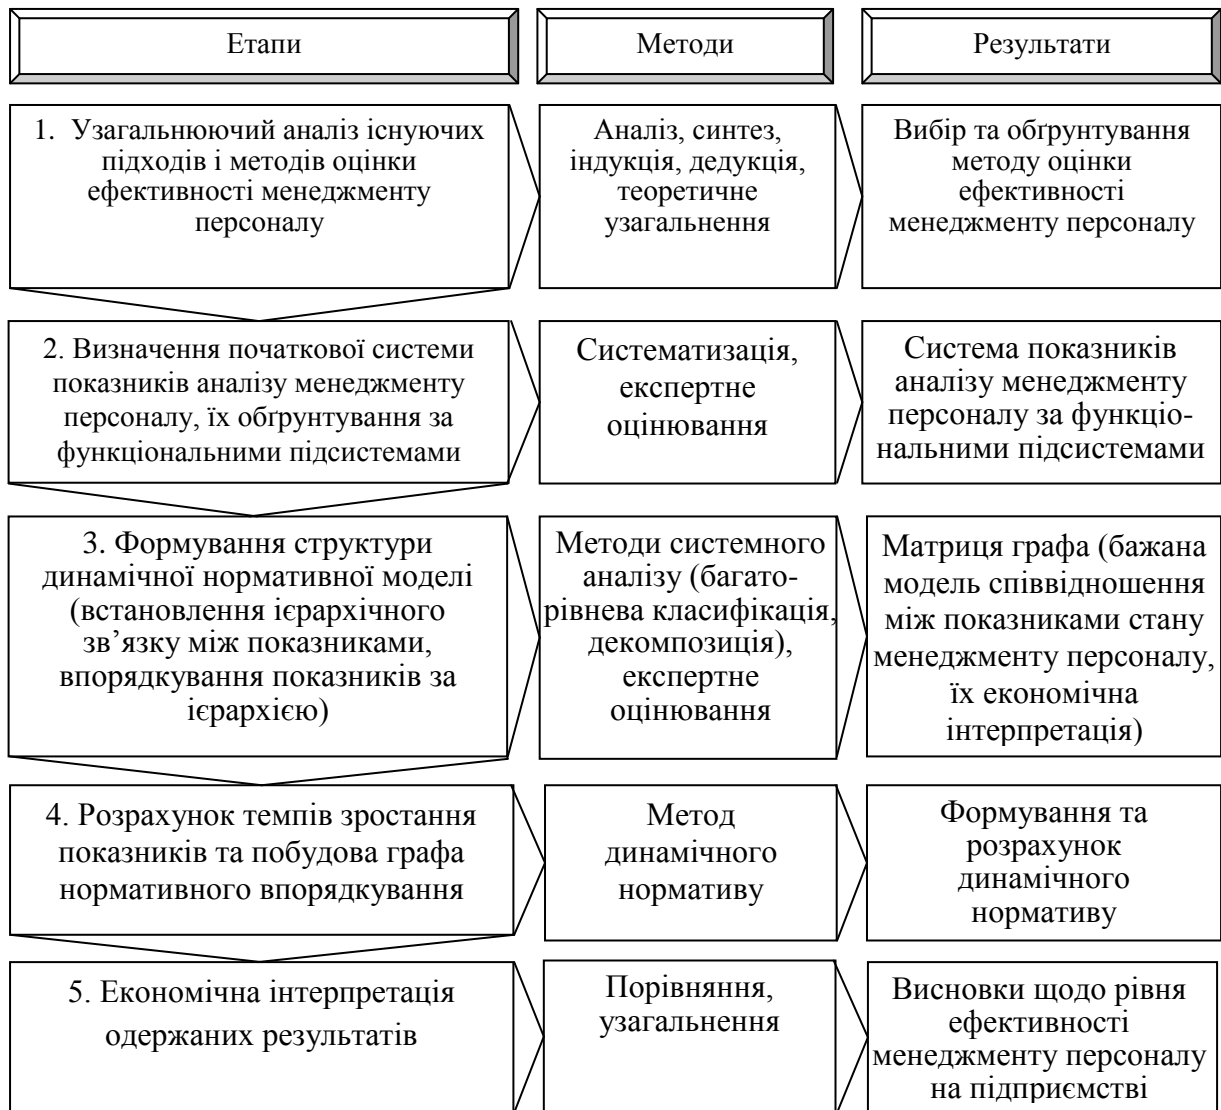 Етапи
Методи
Результати
1. Узагальнюючий аналіз існуючих
підходів і методів оцінки
ефективності менеджменту
персоналу
Аналіз, синтез,
індукція, дедукція,
теоретичне
узагальнення
Вибір та обґрунтування
методу оцінки
ефективності
менеджменту персоналу
2. Визначення початкової системи
показників аналізу менеджменту
персоналу, їх обґрунтування за
функціональними підсистемами
Систематизація,
експертне
оцінювання
Система показників
аналізу менеджменту
персоналу за функціо-
нальними підсистемами
3. Формування структури
динамічної нормативної моделі
(встановлення ієрархічного
зв’язку між показниками,
впорядкування показників за
ієрархією)
Методи системного
аналізу (багато-
рівнева класифікація,
декомпозиція),
експертне
оцінювання
Матриця графа (бажана
модель співвідношення
між показниками стану
менеджменту персоналу,
їх економічна
інтерпретація)
4. Розрахунок темпів зростання
показників та побудова графа
нормативного впорядкування
Метод
динамічного
нормативу
Формування та
розрахунок
динамічного
нормативу
5. Економічна інтерпретація
одержаних результатів
Порівняння,
узагальнення
Висновки щодо рівня
ефективності
менеджменту персоналу
на підприємстві